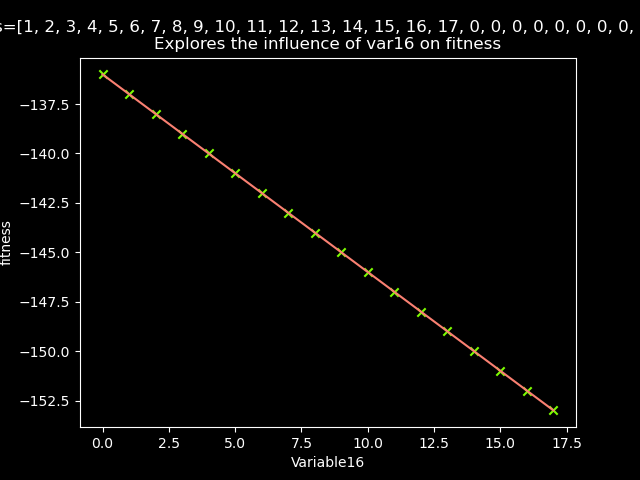 s=[1, 2, 3, 4, 5, 6, 7, 8, 9, 10, 11, 12, 13, 14, 15, 16, 17, 0, 0, 0, 0, 0, 0, 0, 0,
Explores the influence of var16 on fitness
−137.5
−140.0
−142.5
−145.0
−147.5
−150.0
−152.5
fitness
0.0 2.5 5.0 7.5 10.0 12.5 15.0 17.5
Variable16